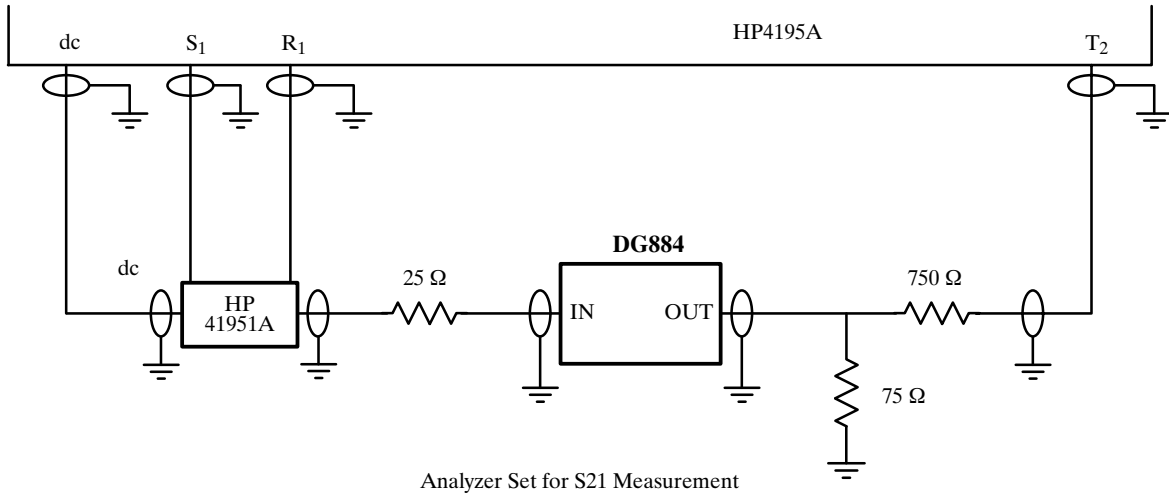 dc
S1
R1
HP4195A
T2
DG884
dc
25 Ω
750 Ω
HP
41951A
IN
OUT
75 Ω
Analyzer Set for S21 Measurement